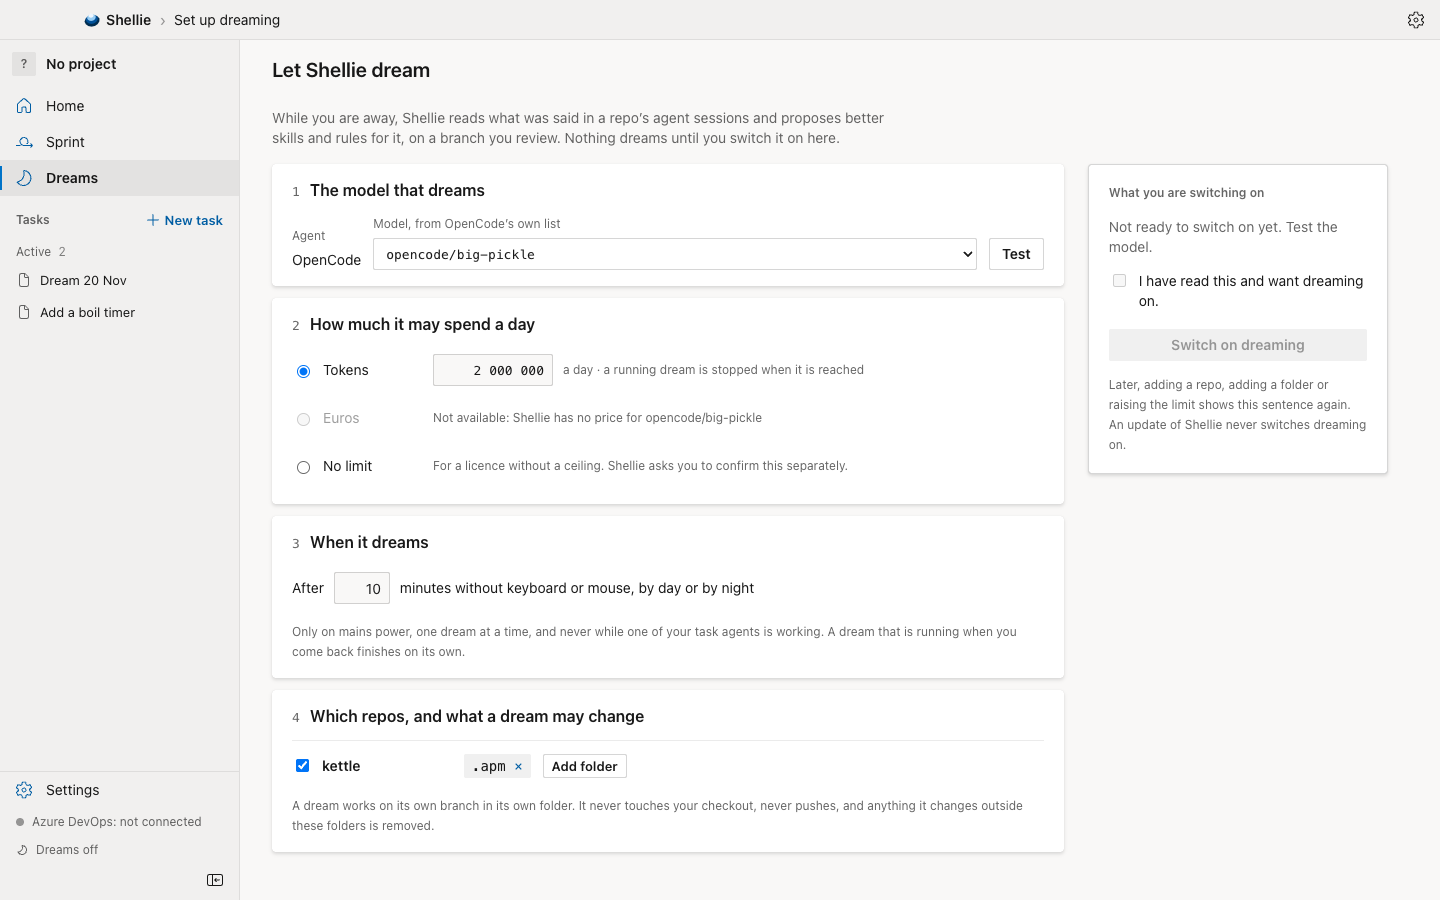 Shellie › Set up dreaming
? No project
Home
Sprint
Dreams
Tasks
+ New task
Active 2
Dream 20 Nov
Add a boil timer
Settings
Azure DevOps: not connected
Dreams off
Let Shellie dream
While you are away, Shellie reads what was said in a repo’s agent sessions and proposes better
skills and rules for it, on a branch you review. Nothing dreams until you switch it on here.
1 The model that dreams
Agent
OpenCode
Model, from OpenCode’s own list
opencode/big-pickle
Test
2 How much it may spend a day
Tokens 2 000 000 a day · a running dream is stopped when it is reached
Euros Not available: Shellie has no price for opencode/big-pickle
No limit For a licence without a ceiling. Shellie asks you to confirm this separately.
3 When it dreams
After 10 minutes without keyboard or mouse, by day or by night
Only on mains power, one dream at a time, and never while one of your task agents is working. A dream that is running when you
come back finishes on its own.
4 Which repos, and what a dream may change
kettle .apm × Add folder
A dream works on its own branch in its own folder. It never touches your checkout, never pushes, and anything it changes outside
these folders is removed.
What you are switching on
Not ready to switch on yet. Test the
model.
I have read this and want dreaming
on.
Switch on dreaming
Later, adding a repo, adding a folder or
raising the limit shows this sentence again.
An update of Shellie never switches dreaming
on.